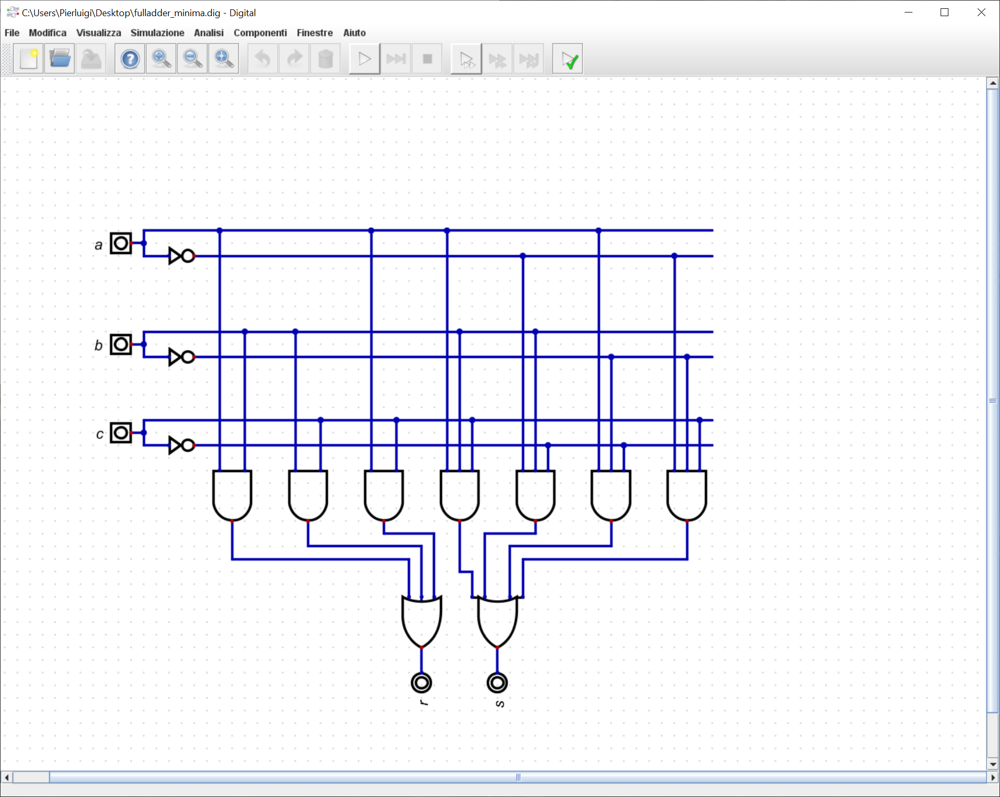 C:\Users\Pierluigi\Desktop\fulladder_minima.dig - Digital
File Modifica Visualizza Simulazione Analisi Componenti Finestre Aiuto
a
b
c
r
s